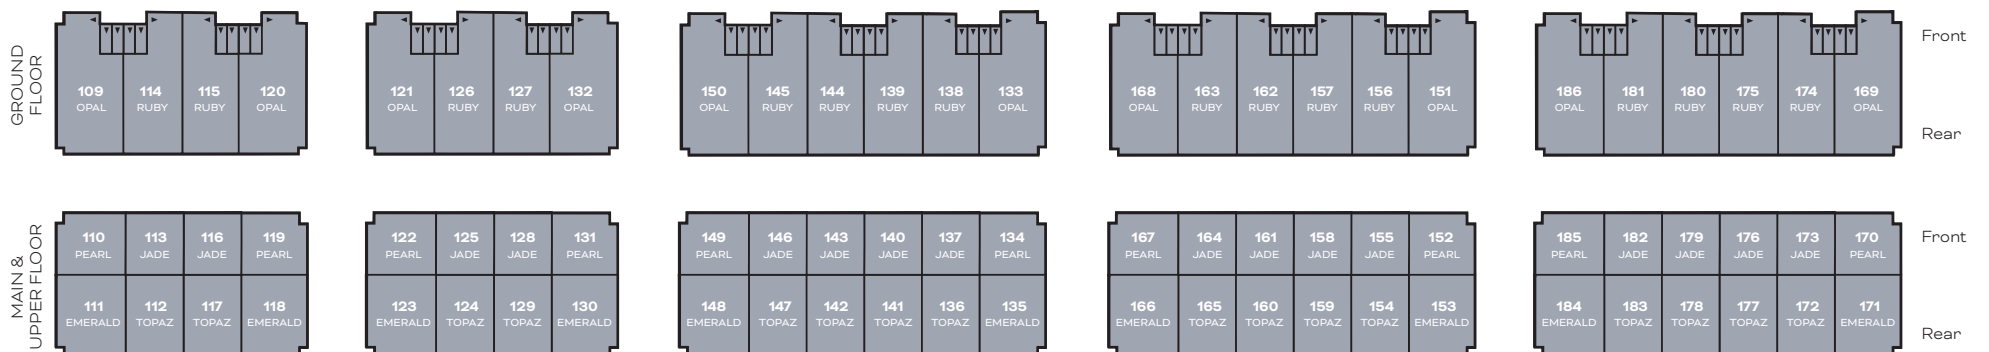 GROUND
FLOOR
109 114 115 120 121 126 127 132 150 145 144 139 138 133 168 163 162 157 156 151 186 181 180 175 174 169
OPAL RUBY RUBY OPAL OPAL RUBY RUBY OPAL OPAL RUBY RUBY RUBY RUBY OPAL OPAL RUBY RUBY RUBY RUBY OPAL OPAL RUBY RUBY RUBY RUBY OPAL
Front
Rear
MAIN &
UPPER FLOOR
110 113 116 119 122 125 128 131 149 146 143 140 137 134 167 164 161 158 155 152 185 182 179 176 173 170
PEARL JADE JADE PEARL PEARL JADE JADE PEARL PEARL JADE JADE JADE JADE PEARL PEARL JADE JADE JADE JADE PEARL PEARL JADE JADE JADE JADE PEARL
Front
111 112 117 118 123 124 129 130 148 147 142 141 136 135 166 165 160 159 154 153 184 183 178 177 172 171
EMERALD TOPAZ TOPAZ EMERALD EMERALD TOPAZ TOPAZ EMERALD EMERALD TOPAZ TOPAZ TOPAZ TOPAZ EMERALD EMERALD TOPAZ TOPAZ TOPAZ TOPAZ EMERALD EMERALD TOPAZ TOPAZ TOPAZ TOPAZ EMERALD
Rear